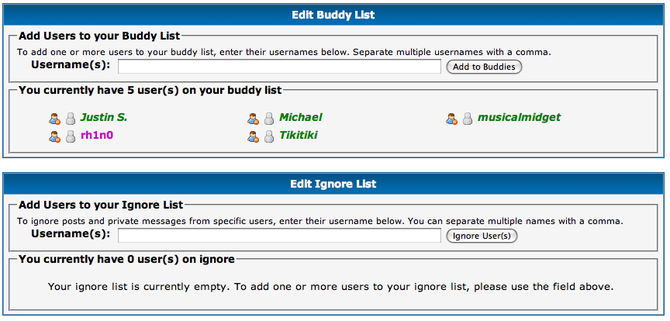 Edit Buddy List
Add Users to your Buddy List
To add one or more users to your buddy list, enter their usernames below. Separate multiple usernames with a comma.
Username(s): Add to Buddies
You currently have 5 user(s) on your buddy list
Justin S. Michael musicalmidget
rh1n0 Tikitiki
Edit Ignore List
Add Users to your Ignore List
To ignore posts and private messages from specific users, enter their username below. You can separate multiple names with a comma.
Username(s): Ignore User(s)
You currently have 0 user(s) on ignore
Your ignore list is currently empty. To add one or more users to your ignore list, please use the field above.